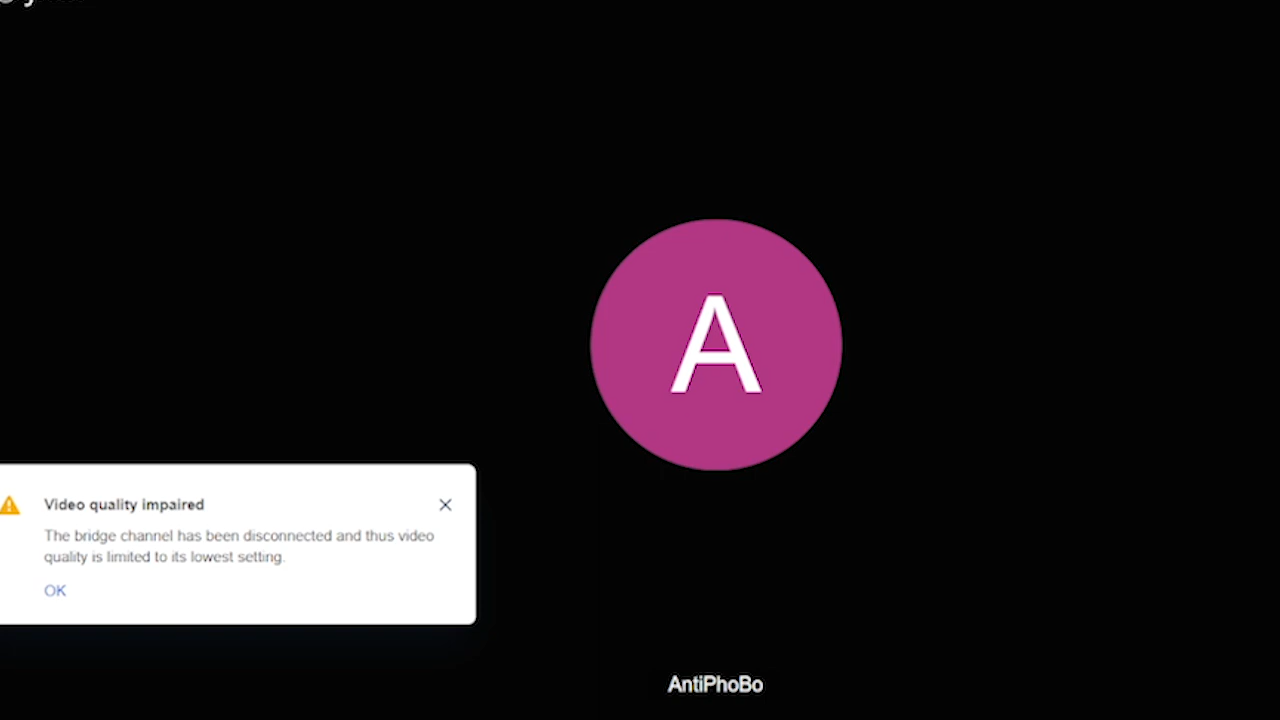 A
Video quality impaired
The bridge channel has been disconnected and thus video
quality is limited to its lowest setting.
OK
AntiPhoBo